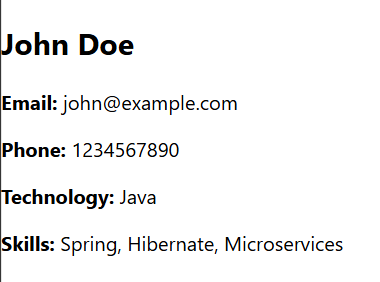 John Doe
Email: john@example.com
Phone: 1234567890
Technology: Java
Skills: Spring, Hibernate, Microservices